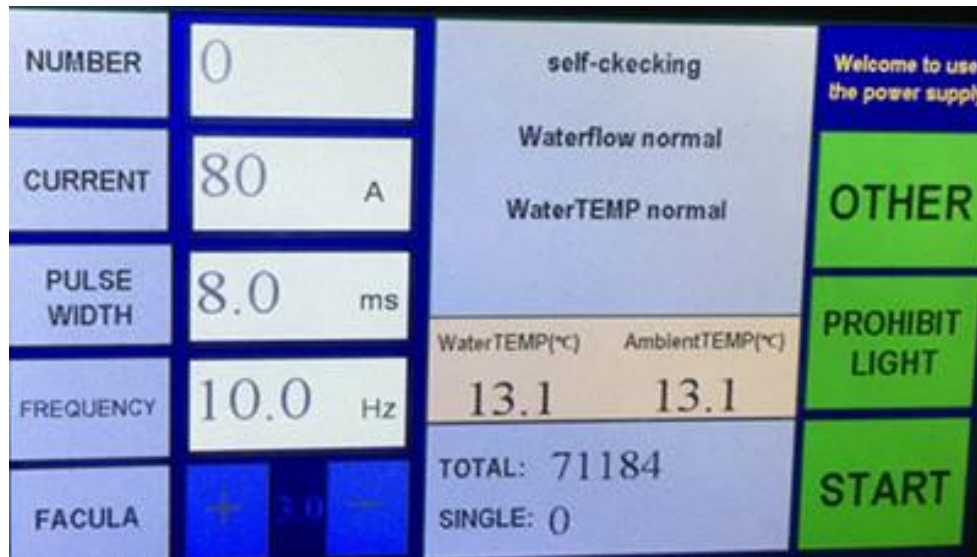 NUMBER 0
CURRENT 80 A
PULSE
WIDTH 8.0 ms
FREQUENCY 10.0 Hz
FACULA + 3.0 −
self-ckecking
Waterflow normal
WaterTEMP normal
WaterTEMP(℃) AmbientTEMP(℃)
13.1 13.1
TOTAL: 71184
SINGLE: 0
Welcome to use
the power supply
OTHER
PROHIBIT
LIGHT
START